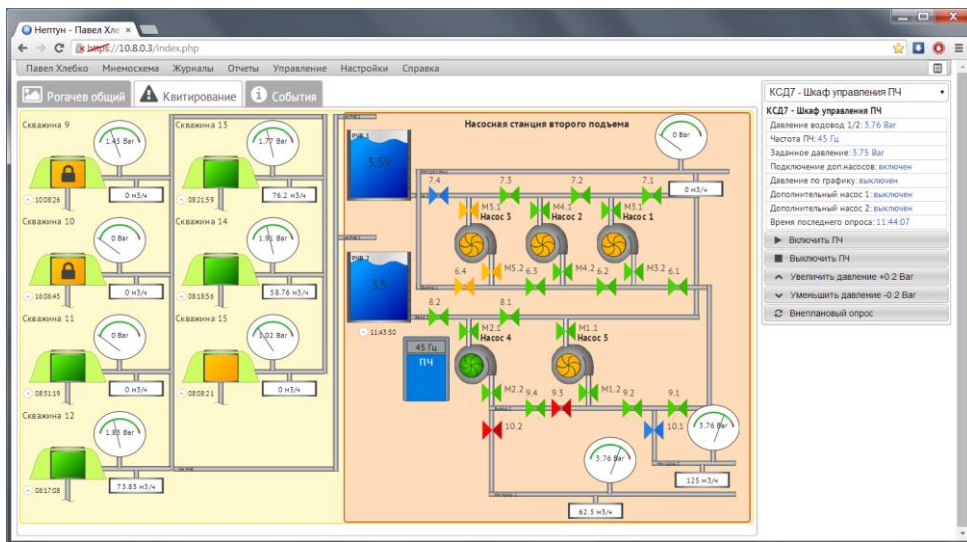 Нептун - Павел Хле
https://10.8.0.3/index.php
Павел Хлебко Мнемосхема Журналы Отчеты Управление Настройки Справка
Рогачев общий
Квитирование
События
Скважина 9
1.45 Bar
0 м3/ч
10:08:26
Скважина 10
0 Bar
0 м3/ч
16:06:45
Скважина 11
0 Bar
0 м3/ч
08:51:19
Скважина 12
1.83 Bar
73.83 м3/ч
08:17:08
Скважина 13
1.77 Bar
76.2 м3/ч
08:21:59
Скважина 14
1.91 Bar
58.76 м3/ч
08:18:56
Скважина 15
1.02 Bar
0 м3/ч
08:08:21
Насосная станция второго подъема
РЧВ 1
3.59
РЧВ 2
3.5
11:43:50
0 Bar
0 м3/ч
7.4 7.3 7.2 7.1
M5.1 M4.1 M3.1
Насос 3 Насос 2 Насос 1
M5.2 M4.2 M3.2
6.4 6.3 6.2 6.1
8.2 8.1
M2.1 M1.1
Насос 4 Насос 5
45 Гц
ПЧ
M2.2 9.4 9.3 M1.2 9.2 9.1
10.2 10.1
3.76 Bar
125 м3/ч
3.76 Bar
62.5 м3/ч
КСД7 - Шкаф управления ПЧ
КСД7 - Шкаф управления ПЧ
Давление водовод 1/2: 3.76 Bar
Частота ПЧ: 45 Гц
Заданное давление: 3.75 Bar
Подключение доп.насосов: включен
Давление по графику: выключен
Дополнительный насос 1: выключен
Дополнительный насос 2: выключен
Время последнего опроса: 11:44:07
Включить ПЧ
Выключить ПЧ
Увеличить давление +0.2 Bar
Уменьшить давление -0.2 Bar
Внеплановый опрос